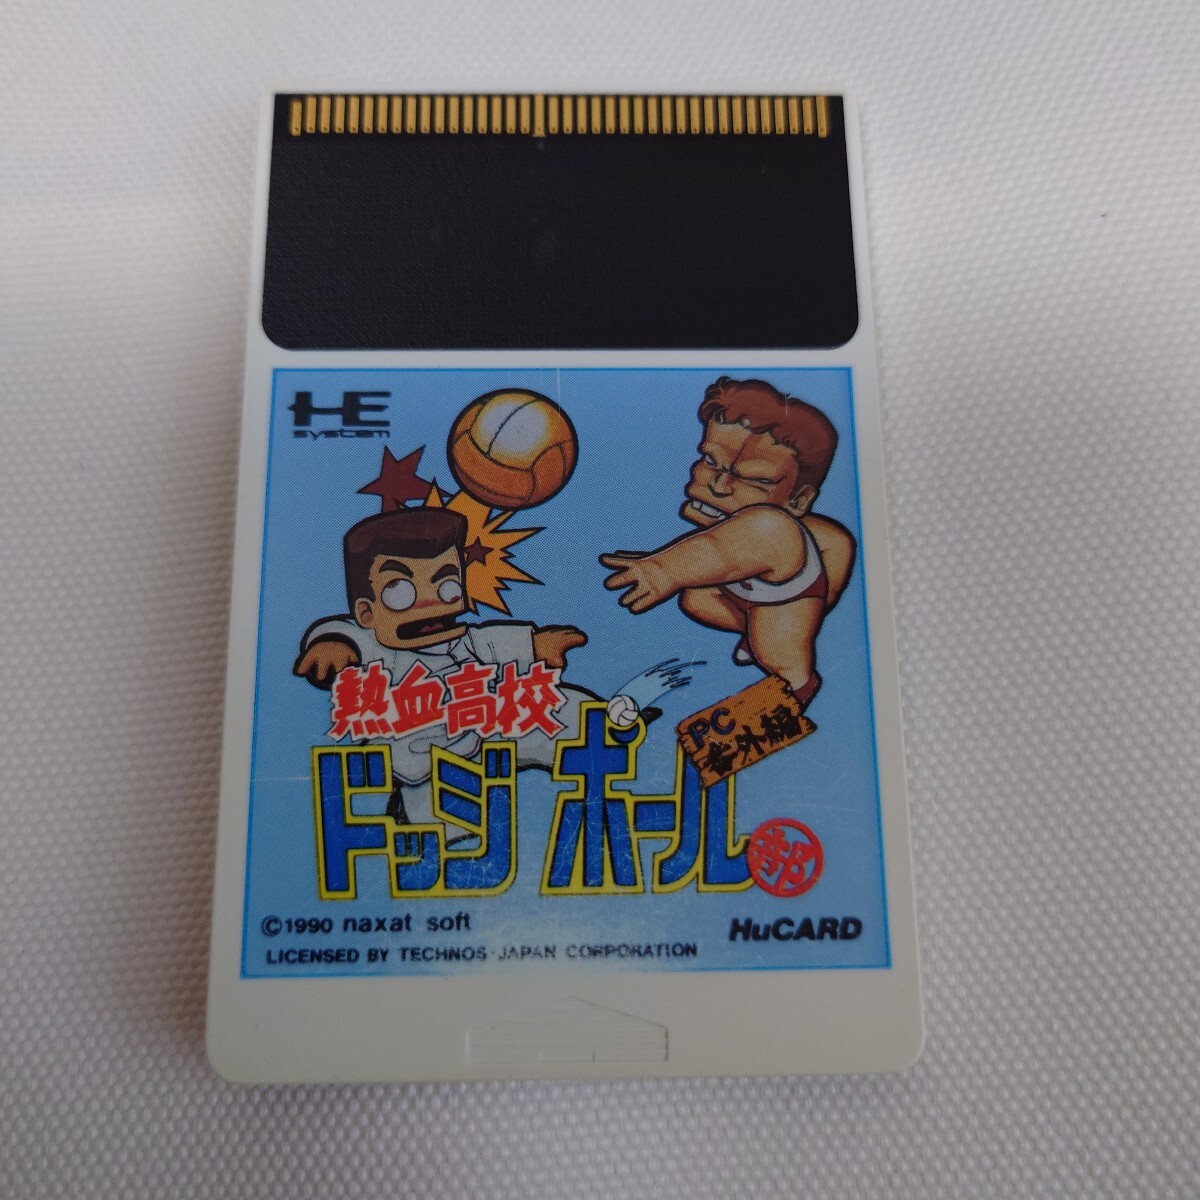 HE
system
熱血高校
ドッジボール部
PC
番外編
©1990 naxat soft
HuCARD
LICENSED BY TECHNOS-JAPAN CORPORATION